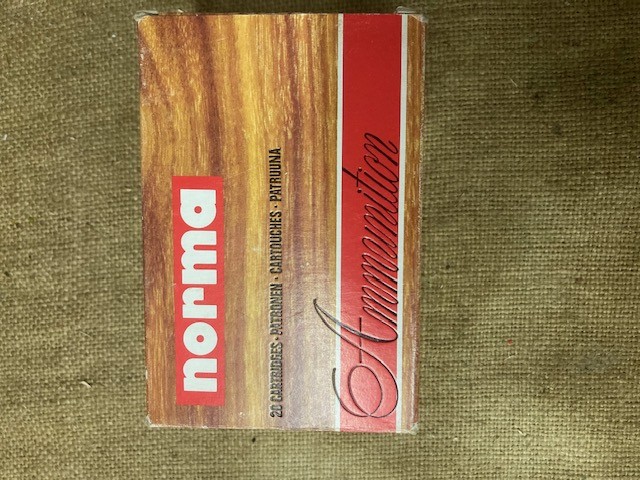 norma
20 CARTRIDGES · PATRONEN · CARTOUCHES · PATRUUNA
Ammunition